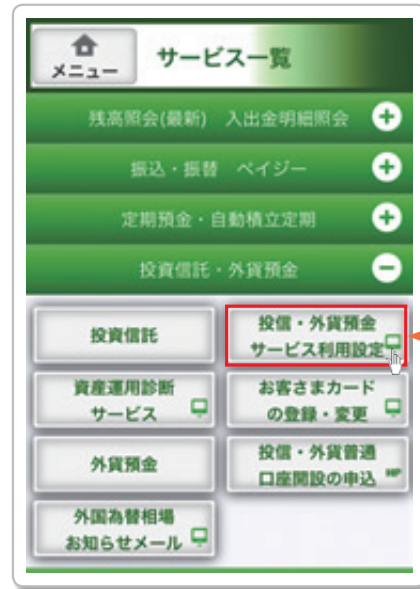 メニュー
サービス一覧
残高照会(最新) 入出金明細照会
振込・振替 ペイジー
定期預金・自動積立定期
投資信託・外貨預金
投資信託
投信・外貨預金
サービス利用設定
資産運用診断
サービス
お客さまカード
の登録・変更
外貨預金
投信・外貨普通
口座開設の申込
HP
外国為替相場
お知らせメール